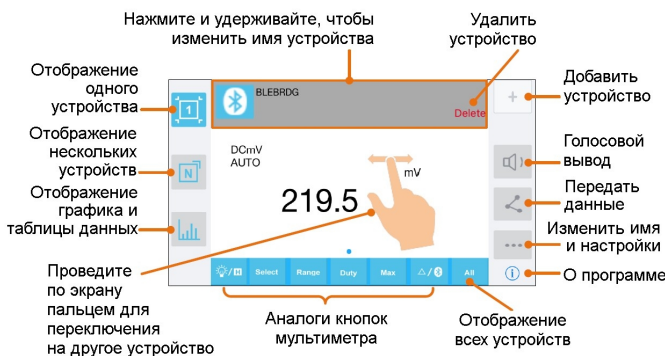 Нажмите и удерживайте, чтобы
изменить имя устройства
Удалить
устройство
Отображение
одного
устройства
Добавить
устройство
BLEBRDG
1
+
Delete
Отображение
нескольких
устройств
DCmV
AUTO
mV
Голосовой
вывод
N
219.5
Отображение
графика и
таблицы данных
Передать
данные
Изменить имя
и настройки
Проведите
по экрану
пальцем для
переключения
на другое устройство
/H
Select
Range
Duty
Max
△/
All
i
О программе
Аналоги кнопок
мультиметра
Отображение
всех устройств